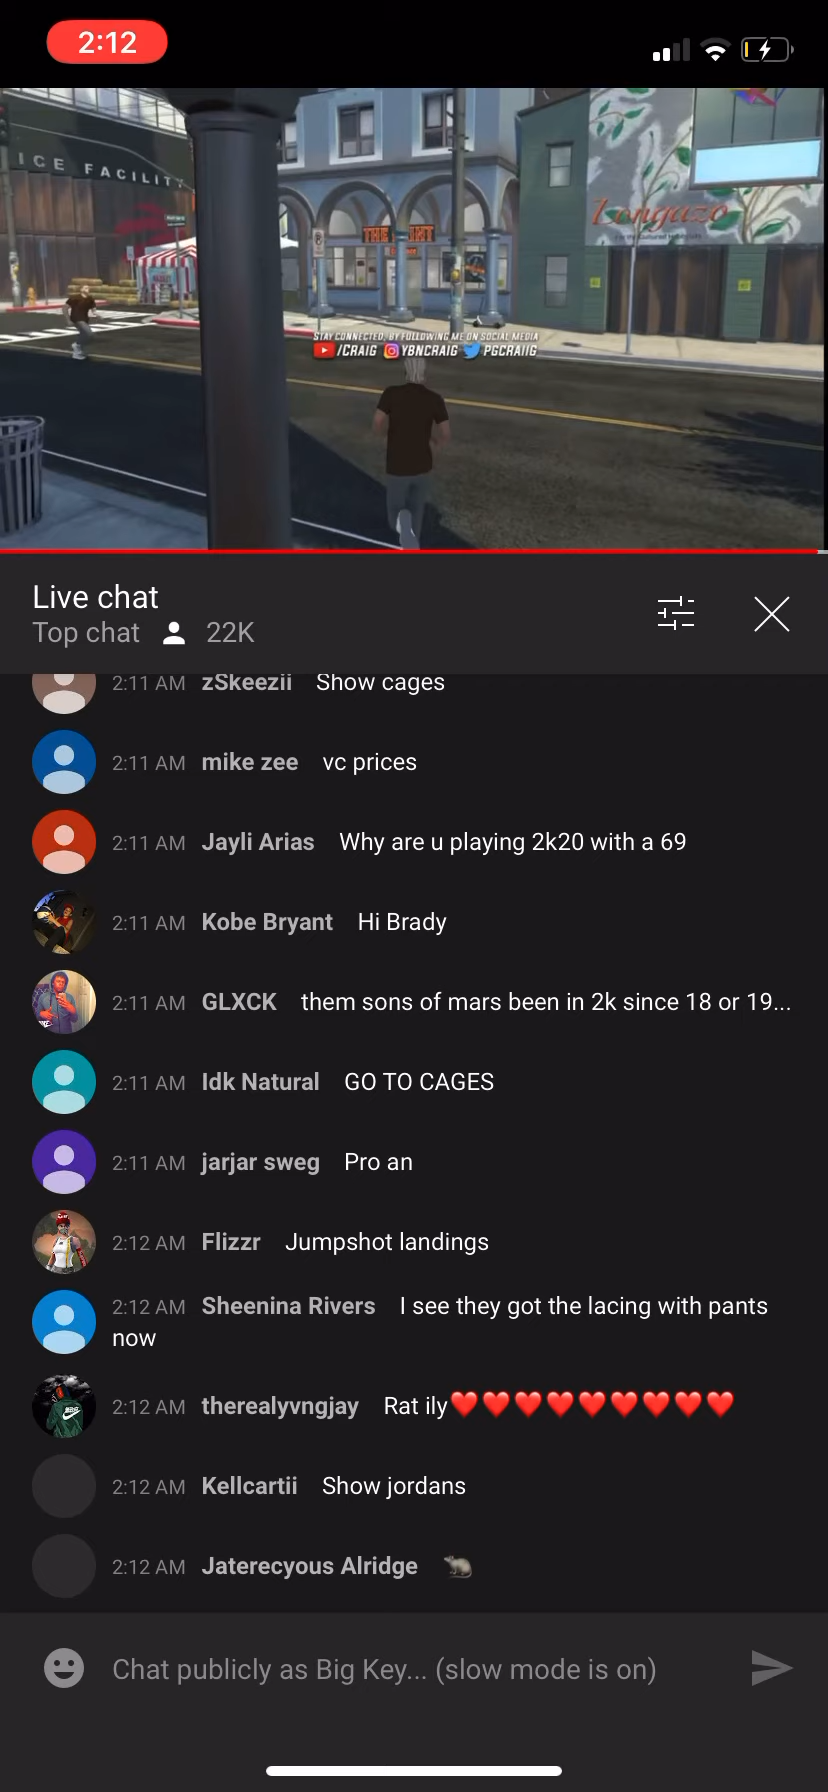 2:12
ICE FACILITY
Longazo
STAY CONNECTED, BY FOLLOWING ME ON SOCIAL MEDIA
/CRAIG YBNCRAIG PGCRAIIG
Live chat
Top chat 22K
2:11 AM zSkeezii Show cages
2:11 AM mike zee vc prices
2:11 AM Jayli Arias Why are u playing 2k20 with a 69
2:11 AM Kobe Bryant Hi Brady
2:11 AM GLXCK them sons of mars been in 2k since 18 or 19...
2:11 AM Idk Natural GO TO CAGES
2:11 AM jarjar sweg Pro an
2:12 AM Flizzr Jumpshot landings
2:12 AM Sheenina Rivers I see they got the lacing with pants
now
2:12 AM therealyvngjay Rat ily❤️❤️❤️❤️❤️❤️❤️❤️❤️
2:12 AM Kellcartii Show jordans
2:12 AM Jaterecyous Alridge 🐀
Chat publicly as Big Key... (slow mode is on)